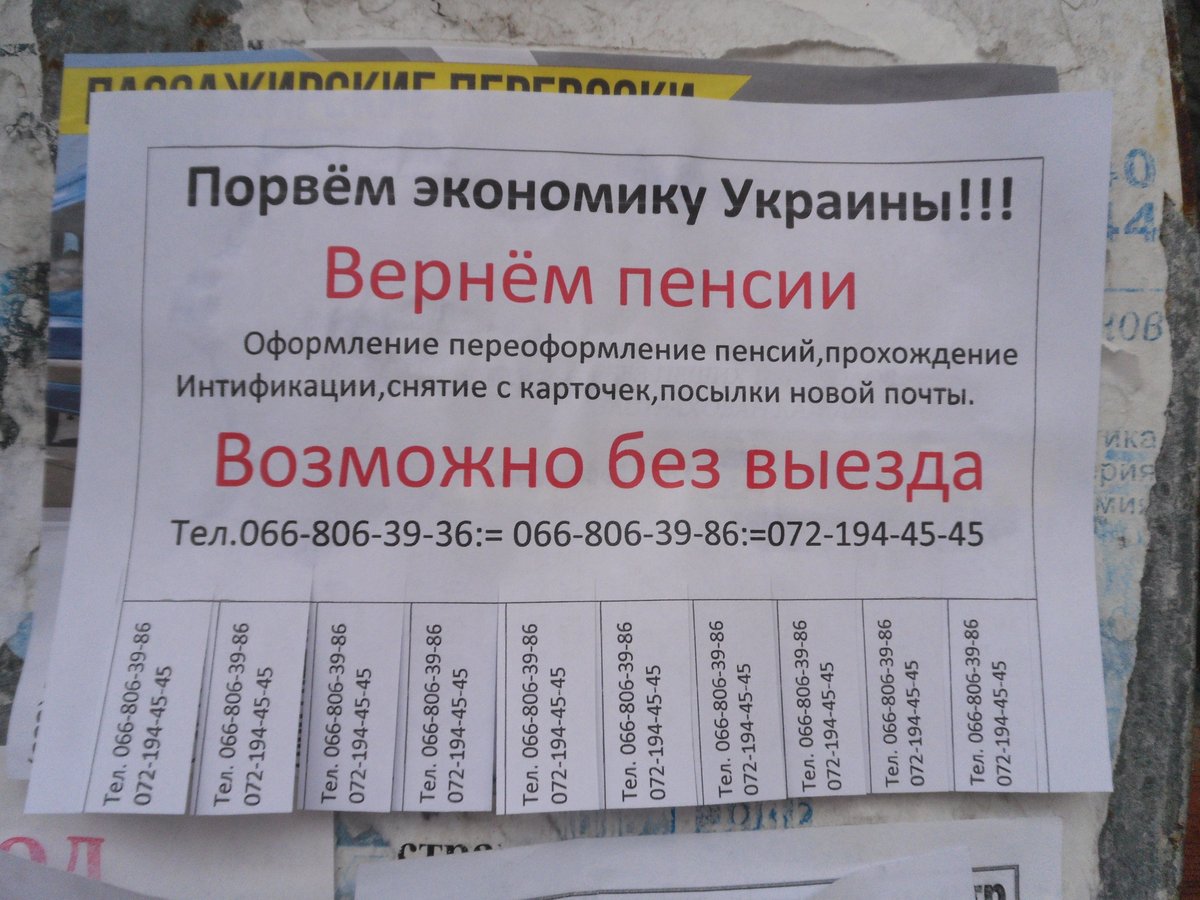 ПАССАЖИРСКИЕ ПЕРЕВОЗКИ
Порвём экономику Украины!!!
Вернём пенсии
Оформление переоформление пенсий,прохождение
Интификации,снятие с карточек,посылки новой почты.
Возможно без выезда
Тел.066-806-39-36:= 066-806-39-86:=072-194-45-45
Тел. 066-806-39-86
072-194-45-45
Тел. 066-806-39-86
072-194-45-45
Тел. 066-806-39-86
072-194-45-45
Тел. 066-806-39-86
072-194-45-45
Тел. 066-806-39-86
072-194-45-45
Тел. 066-806-39-86
072-194-45-45
Тел. 066-806-39-86
072-194-45-45
Тел. 066-806-39-86
072-194-45-45
Тел. 066-806-39-86
072-194-45-45
Тел. 066-806-39-86
072-194-45-45